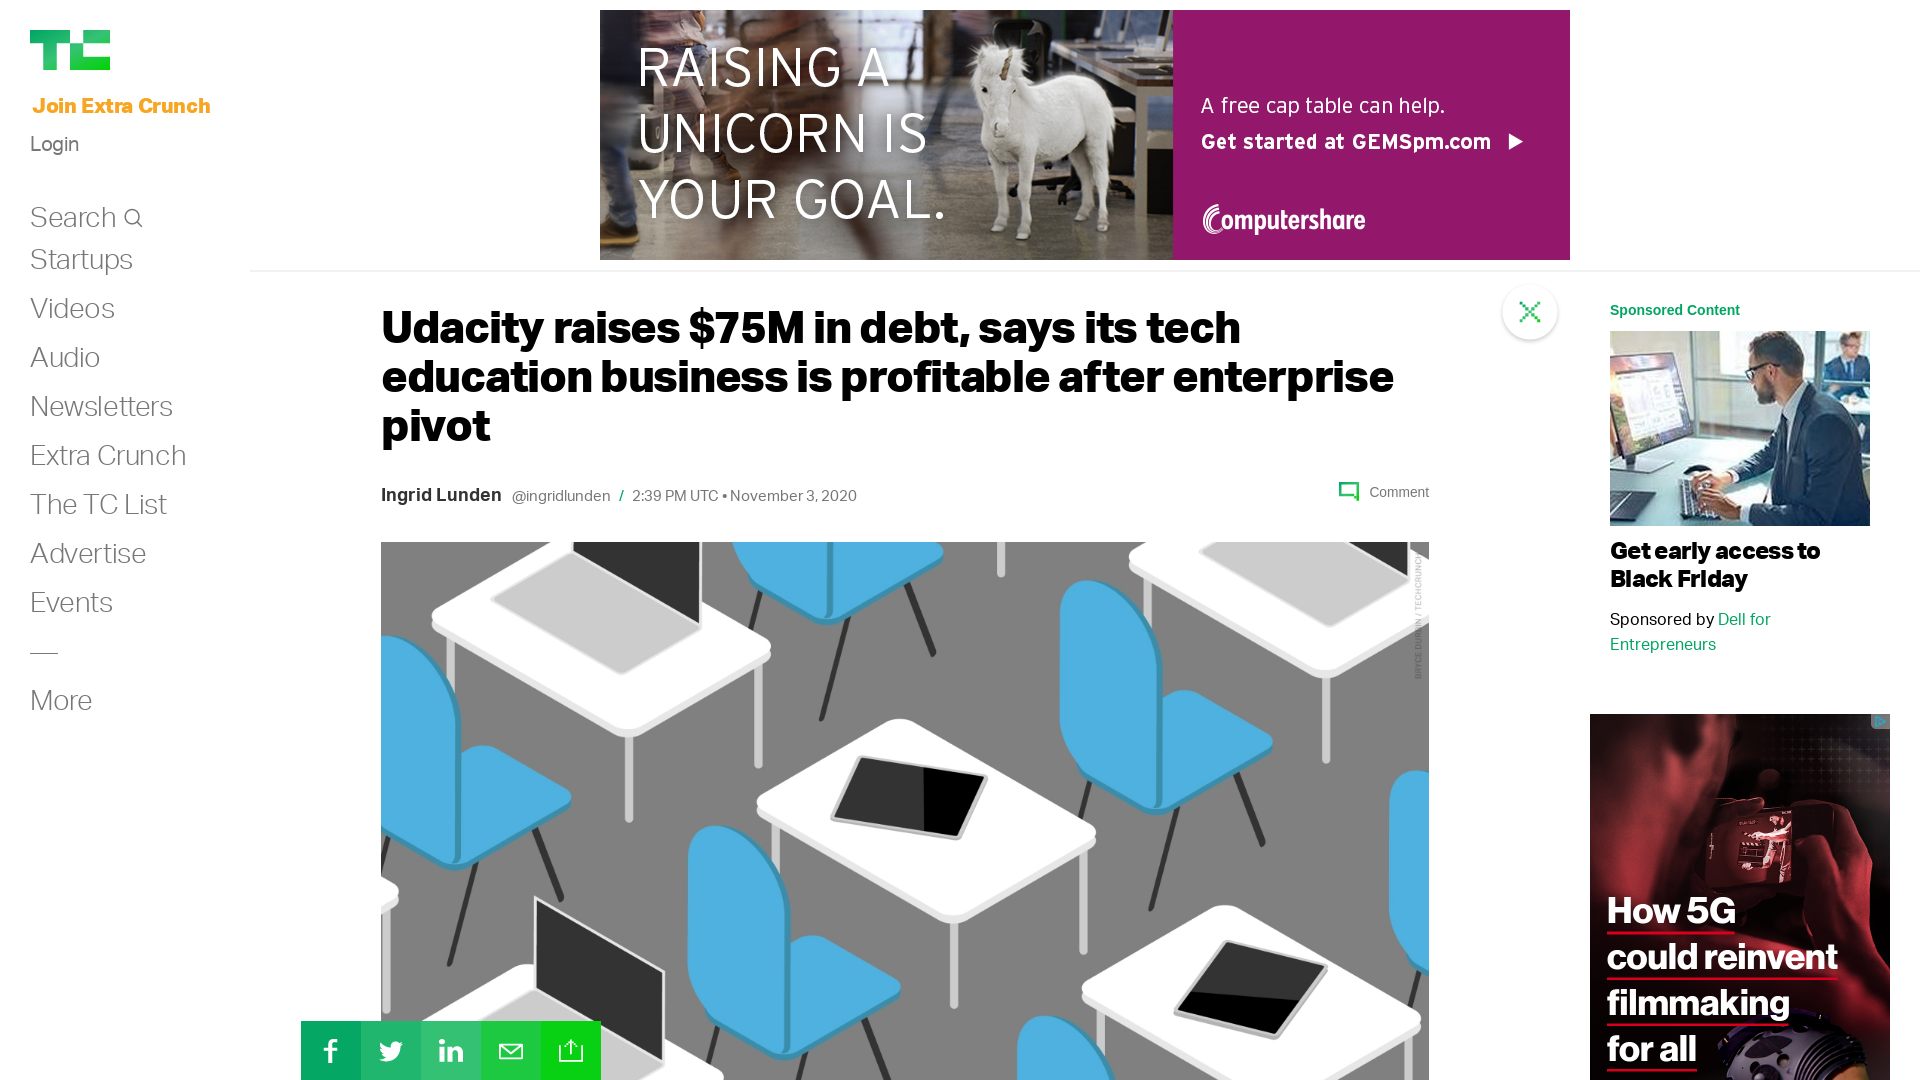 TC
Join Extra Crunch
Login
Search
Startups
Videos
Audio
Newsletters
Extra Crunch
The TC List
Advertise
Events
More
RAISING A
UNICORN IS
YOUR GOAL.
A free cap table can help.
Get started at GEMSpm.com
Computershare
Udacity raises $75M in debt, says its tech
education business is profitable after enterprise
pivot
Ingrid Lunden @ingridlunden / 2:39 PM UTC • November 3, 2020
Comment
BRYCE DURBIN / TECHCRUNCH
Sponsored Content
Get early access to
Black Friday
Sponsored by Dell for
Entrepreneurs
How 5G
could reinvent
filmmaking
for all